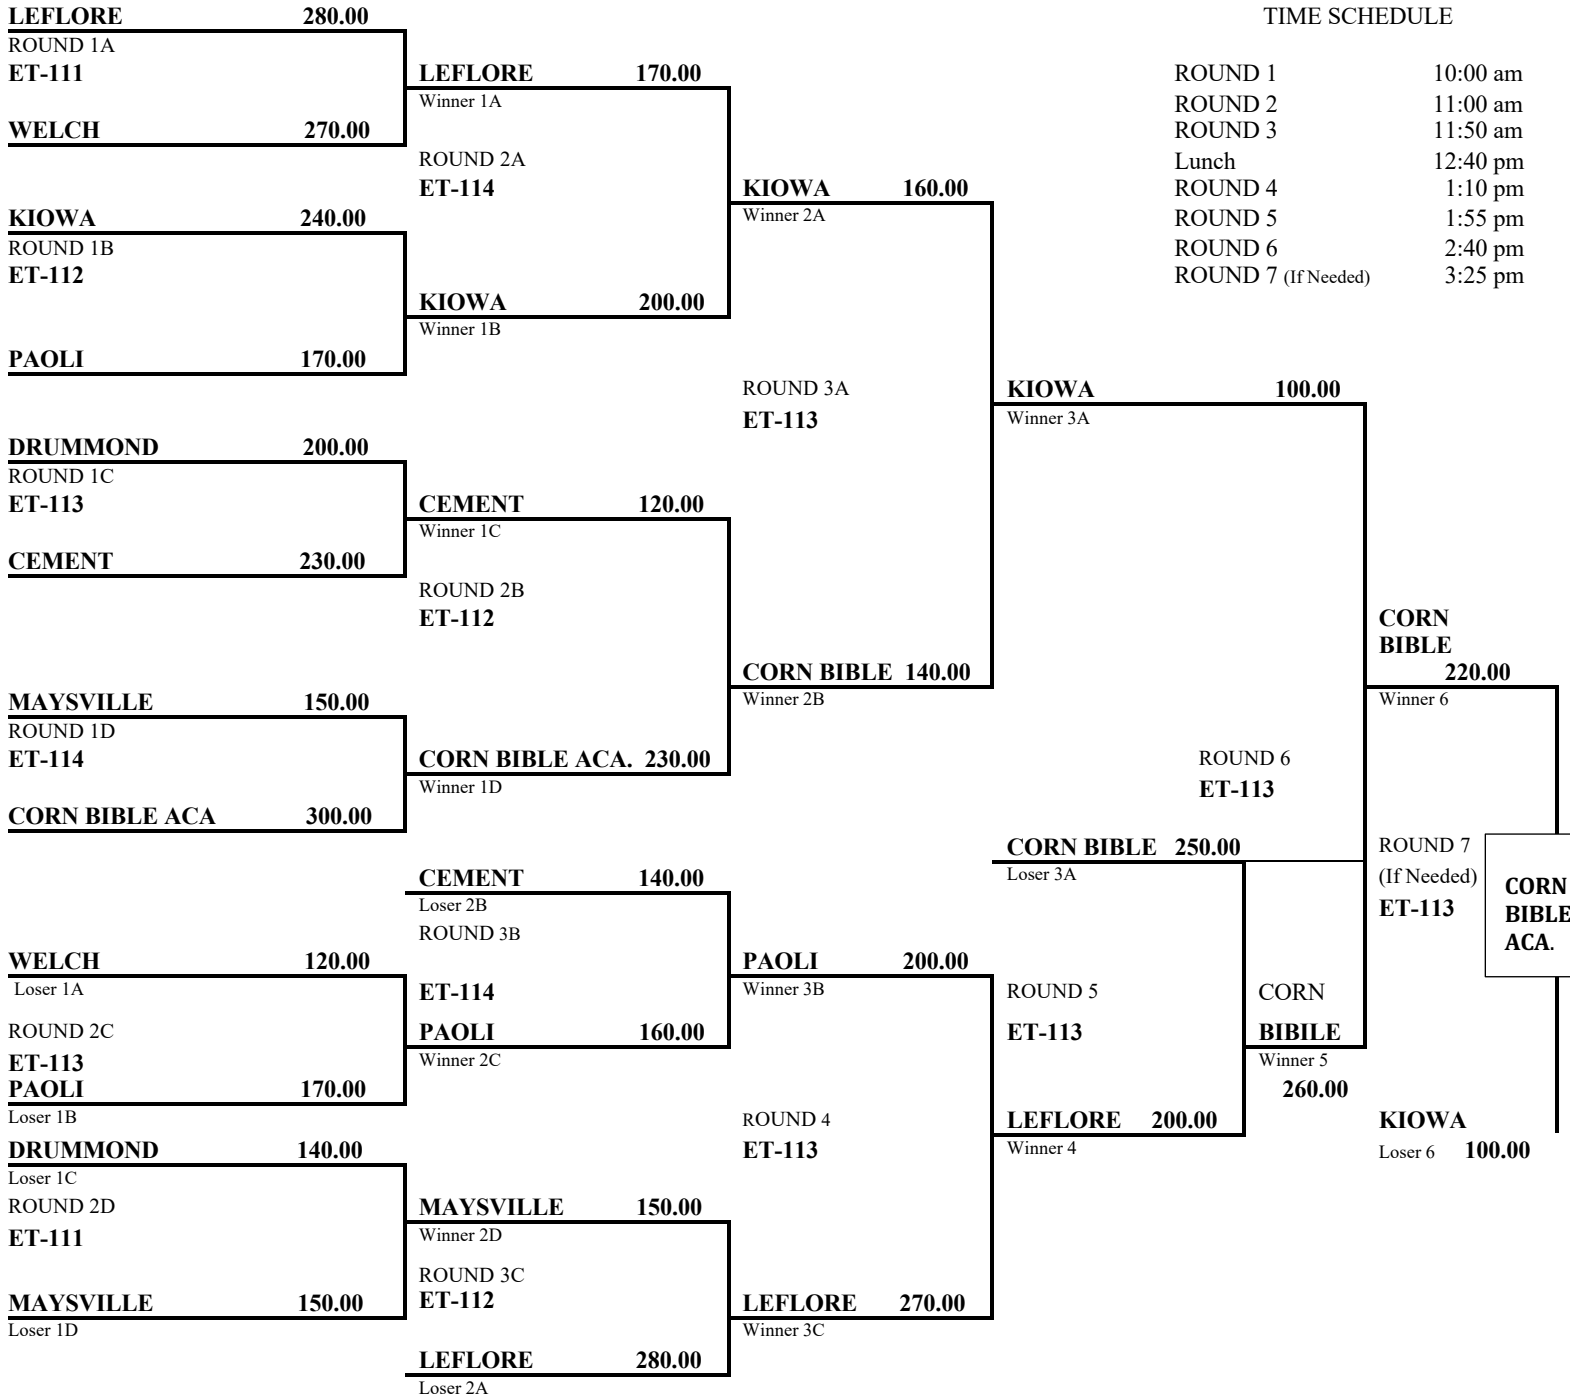 LEFLORE 280.00
ROUND 1A
ET-111
WELCH 270.00
KIOWA 240.00
ROUND 1B
ET-112
PAOLI 170.00
DRUMMOND 200.00
ROUND 1C
ET-113
CEMENT 230.00
MAYSVILLE 150.00
ROUND 1D
ET-114
CORN BIBLE ACA 300.00
WELCH 120.00
Loser 1A
ROUND 2C
ET-113
PAOLI 170.00
Loser 1B
DRUMMOND 140.00
Loser 1C
ROUND 2D
ET-111
MAYSVILLE 150.00
Loser 1D
LEFLORE 170.00
Winner 1A
ROUND 2A
ET-114
KIOWA 200.00
Winner 1B
CEMENT 120.00
Winner 1C
ROUND 2B
ET-112
CORN BIBLE ACA. 230.00
Winner 1D
CEMENT 140.00
Loser 2B
ROUND 3B
ET-114
PAOLI 160.00
Winner 2C
MAYSVILLE 150.00
Winner 2D
ROUND 3C
ET-112
LEFLORE 280.00
Loser 2A
KIOWA 160.00
Winner 2A
ROUND 3A
ET-113
CORN BIBLE 140.00
Winner 2B
PAOLI 200.00
Winner 3B
ROUND 4
ET-113
LEFLORE 270.00
Winner 3C
KIOWA 100.00
Winner 3A
ROUND 6
ET-113
CORN BIBLE 250.00
Loser 3A
ROUND 5
ET-113
LEFLORE 200.00
Winner 4
CORN
BIBILE
Winner 5
260.00
CORN
BIBLE
220.00
Winner 6
ROUND 7
(If Needed)
ET-113
KIOWA
Loser 6 100.00
CORN
BIBLE
ACA.
TIME SCHEDULE
ROUND 1 10:00 am
ROUND 2 11:00 am
ROUND 3 11:50 am
Lunch 12:40 pm
ROUND 4 1:10 pm
ROUND 5 1:55 pm
ROUND 6 2:40 pm
ROUND 7 (If Needed) 3:25 pm